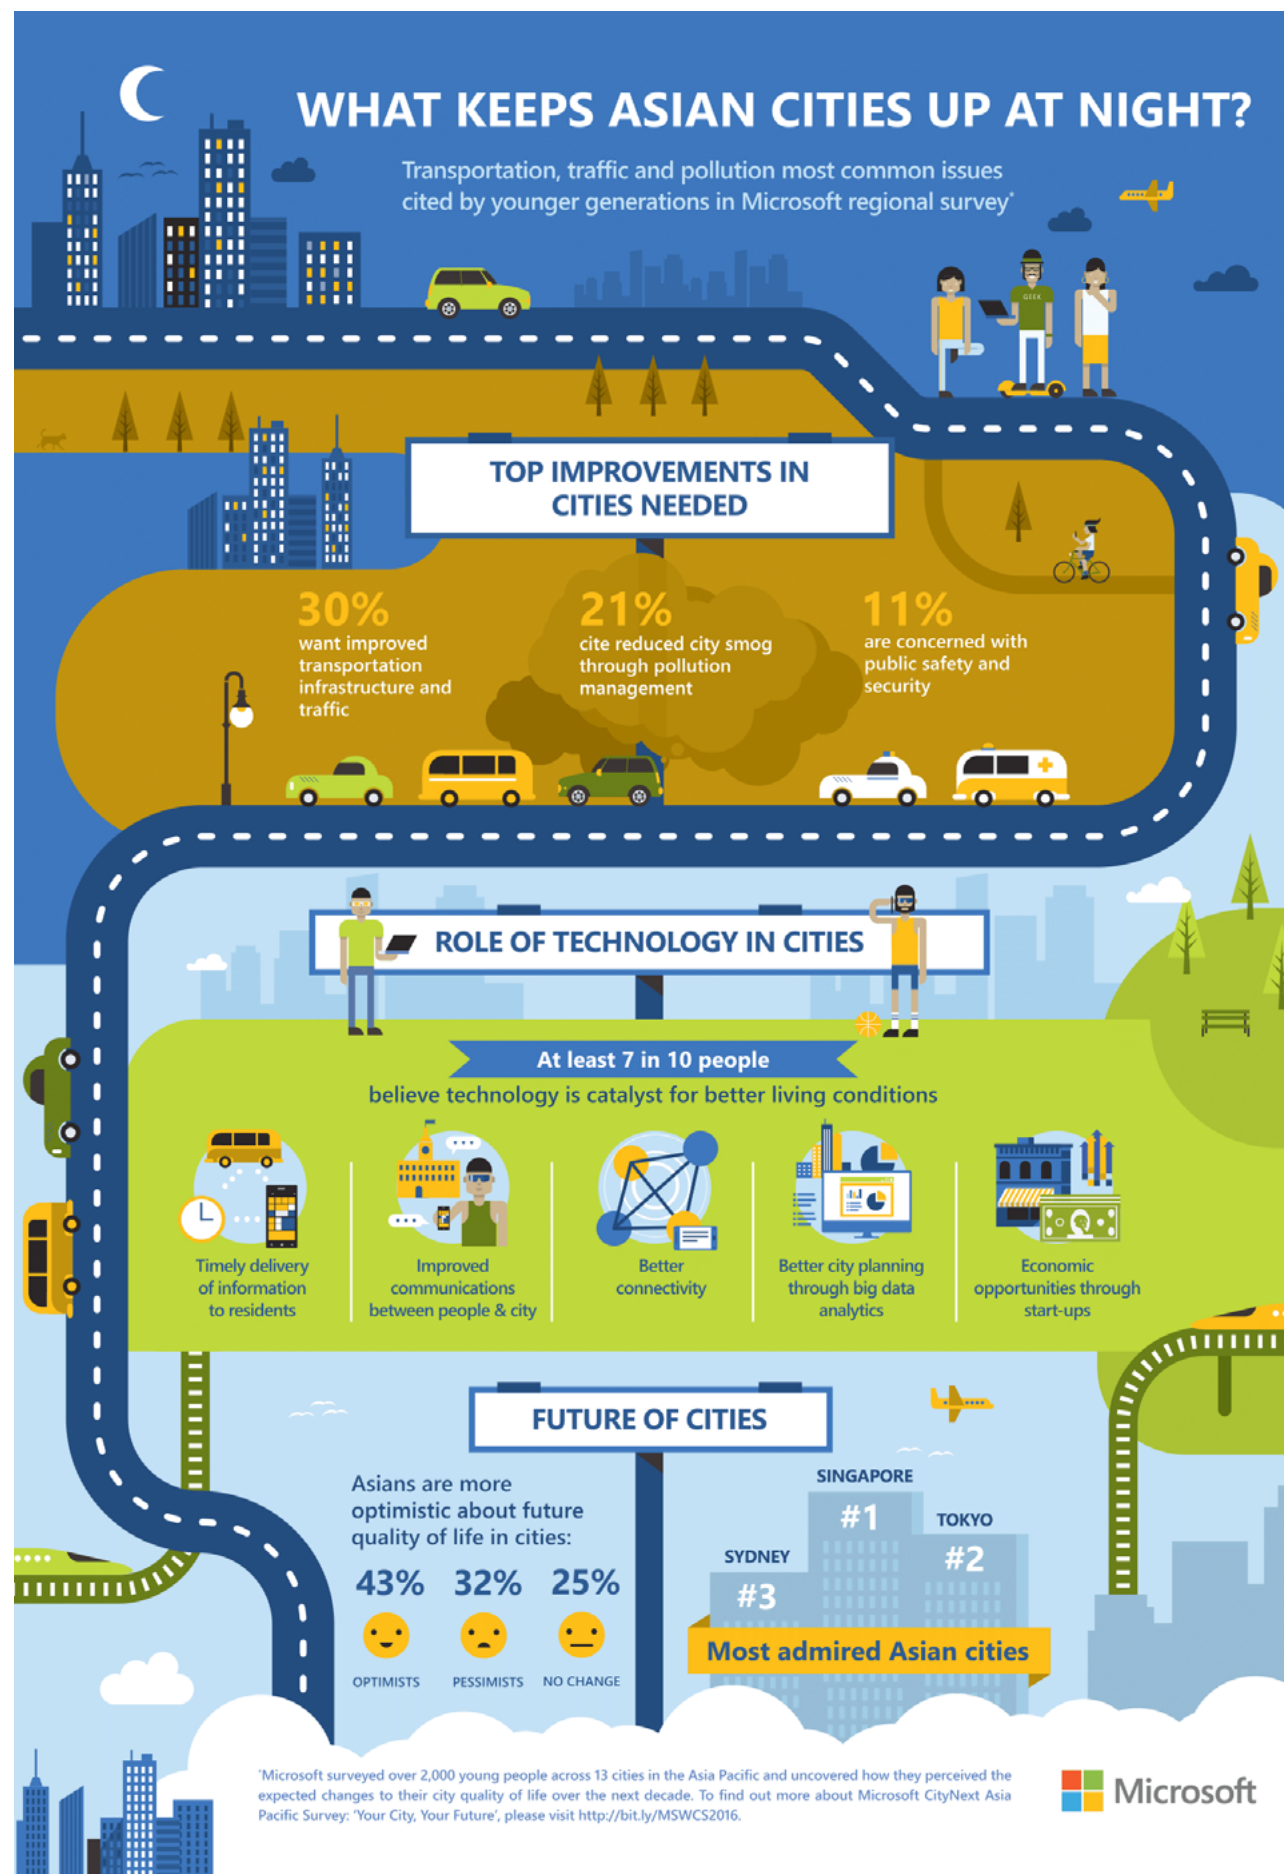 WHAT KEEPS ASIAN CITIES UP AT NIGHT?
Transportation, traffic and pollution most common issues
cited by younger generations in Microsoft regional survey*
GEEK
TOP IMPROVEMENTS IN
CITIES NEEDED
30%
want improved
transportation
infrastructure and
traffic
21%
cite reduced city smog
through pollution
management
11%
are concerned with
public safety and
security
ROLE OF TECHNOLOGY IN CITIES
At least 7 in 10 people
believe technology is catalyst for better living conditions
Timely delivery
of information
to residents
Improved
communications
between people & city
Better
connectivity
Better city planning
through big data
analytics
Economic
opportunities through
start-ups
FUTURE OF CITIES
Asians are more
optimistic about future
quality of life in cities:
43% 32% 25%
OPTIMISTS PESSIMISTS NO CHANGE
SINGAPORE
#1
TOKYO
#2
SYDNEY
#3
Most admired Asian cities
*Microsoft surveyed over 2,000 young people across 13 cities in the Asia Pacific and uncovered how they perceived the
expected changes to their city quality of life over the next decade. To find out more about Microsoft CityNext Asia
Pacific Survey: 'Your City, Your Future', please visit http://bit.ly/MSWCS2016.
Microsoft